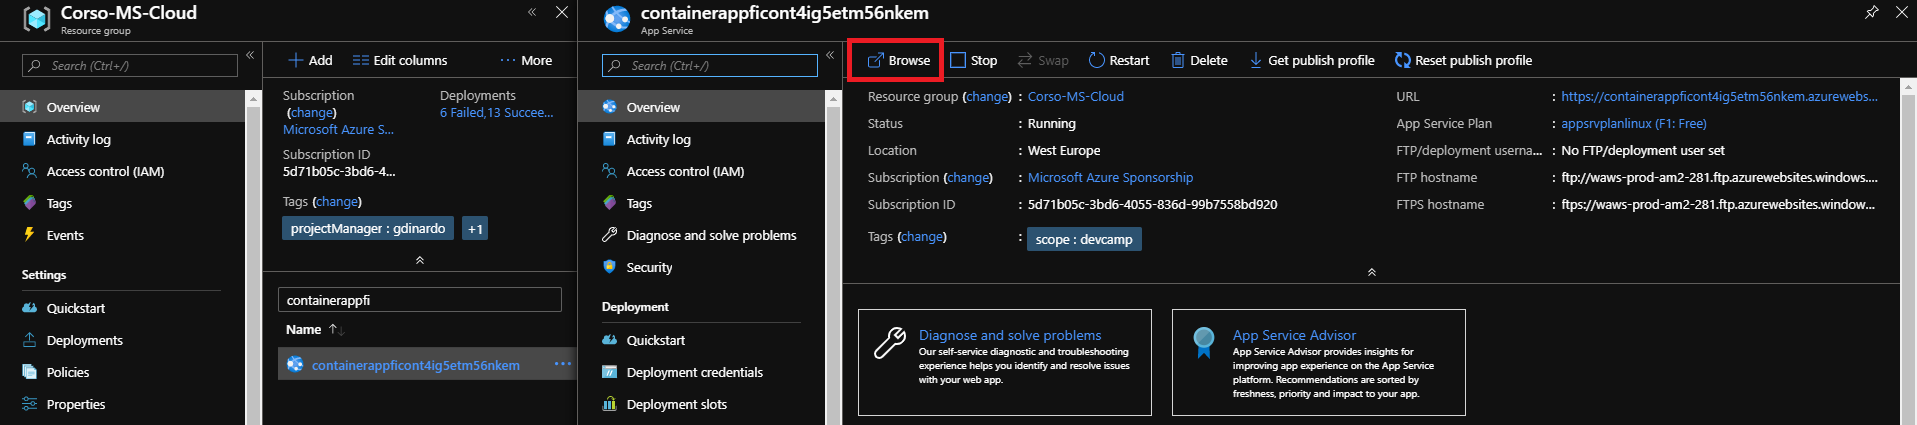 Corso-MS-Cloud
Resource group
«
Search (Ctrl+/)
«
Overview
Activity log
Access control (IAM)
Tags
Events
Settings
Quickstart
Deployments
Policies
Properties
Add
Edit columns
··· More
Subscription
(change)
Microsoft Azure S...
Subscription ID
5d71b05c-3bd6-4...
Deployments
6 Failed,13 Succee...
Tags (change)
projectManager : gdinardo
+1
containerappfi
Name ↑↓
containerappficont4ig5etm56nkem
···
containerappficont4ig5etm56nkem
App Service
Search (Ctrl+/)
«
Overview
Activity log
Access control (IAM)
Tags
Diagnose and solve problems
Security
Deployment
Quickstart
Deployment credentials
Deployment slots
Browse
Stop
Swap
Restart
Delete
Get publish profile
Reset publish profile
Resource group (change) : Corso-MS-Cloud
Status : Running
Location : West Europe
Subscription (change) : Microsoft Azure Sponsorship
Subscription ID : 5d71b05c-3bd6-4055-836d-99b7558bd920
Tags (change) : scope : devcamp
URL : https://containerappficont4ig5etm56nkem.azurewebs...
App Service Plan : appsrvplanlinux (F1: Free)
FTP/deployment userna... : No FTP/deployment user set
FTP hostname : ftp://waws-prod-am2-281.ftp.azurewebsites.windows....
FTPS hostname : ftps://waws-prod-am2-281.ftp.azurewebsites.window...
Diagnose and solve problems
Our self-service diagnostic and troubleshooting
experience helps you identify and resolve issues
with your web app.
App Service Advisor
App Service Advisor provides insights for
improving app experience on the App Service
platform. Recommendations are sorted by
freshness, priority and impact to your app.